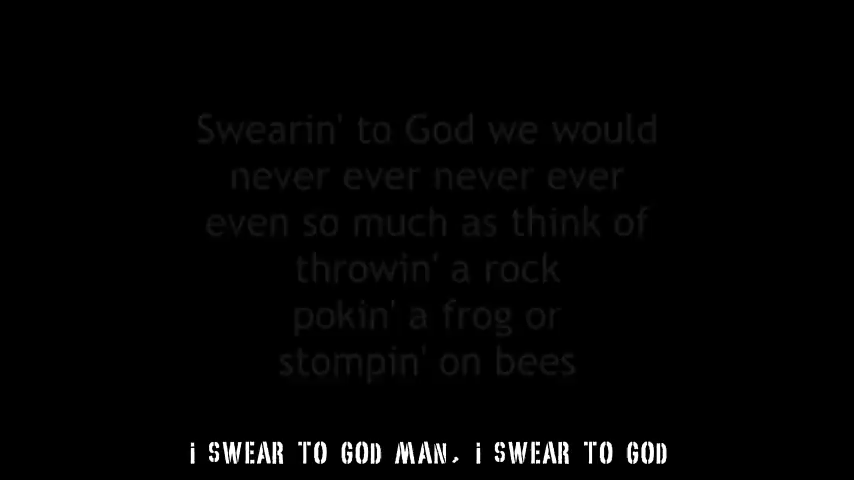 Swearin' to God we would
never ever never ever
even so much as think of
throwin' a rock
pokin' a frog or
stompin' on bees
i SWEAR TO GOD MAN, i SWEAR TO GOD